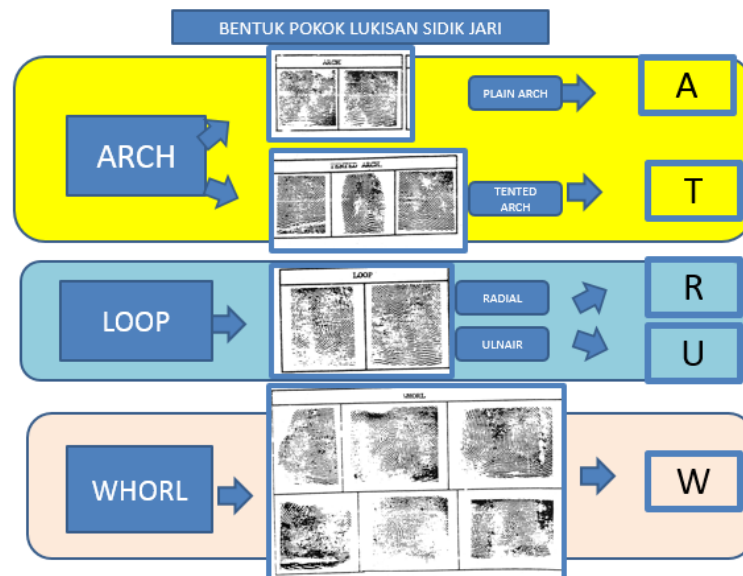 BENTUK POKOK LUKISAN SIDIK JARI
ARCH
ARCH
PLAIN ARCH
A
TENTED ARCH
TENTED
ARCH
T
LOOP
LOOP
RADIAL
R
ULNAIR
U
WHORL
WHORL
W